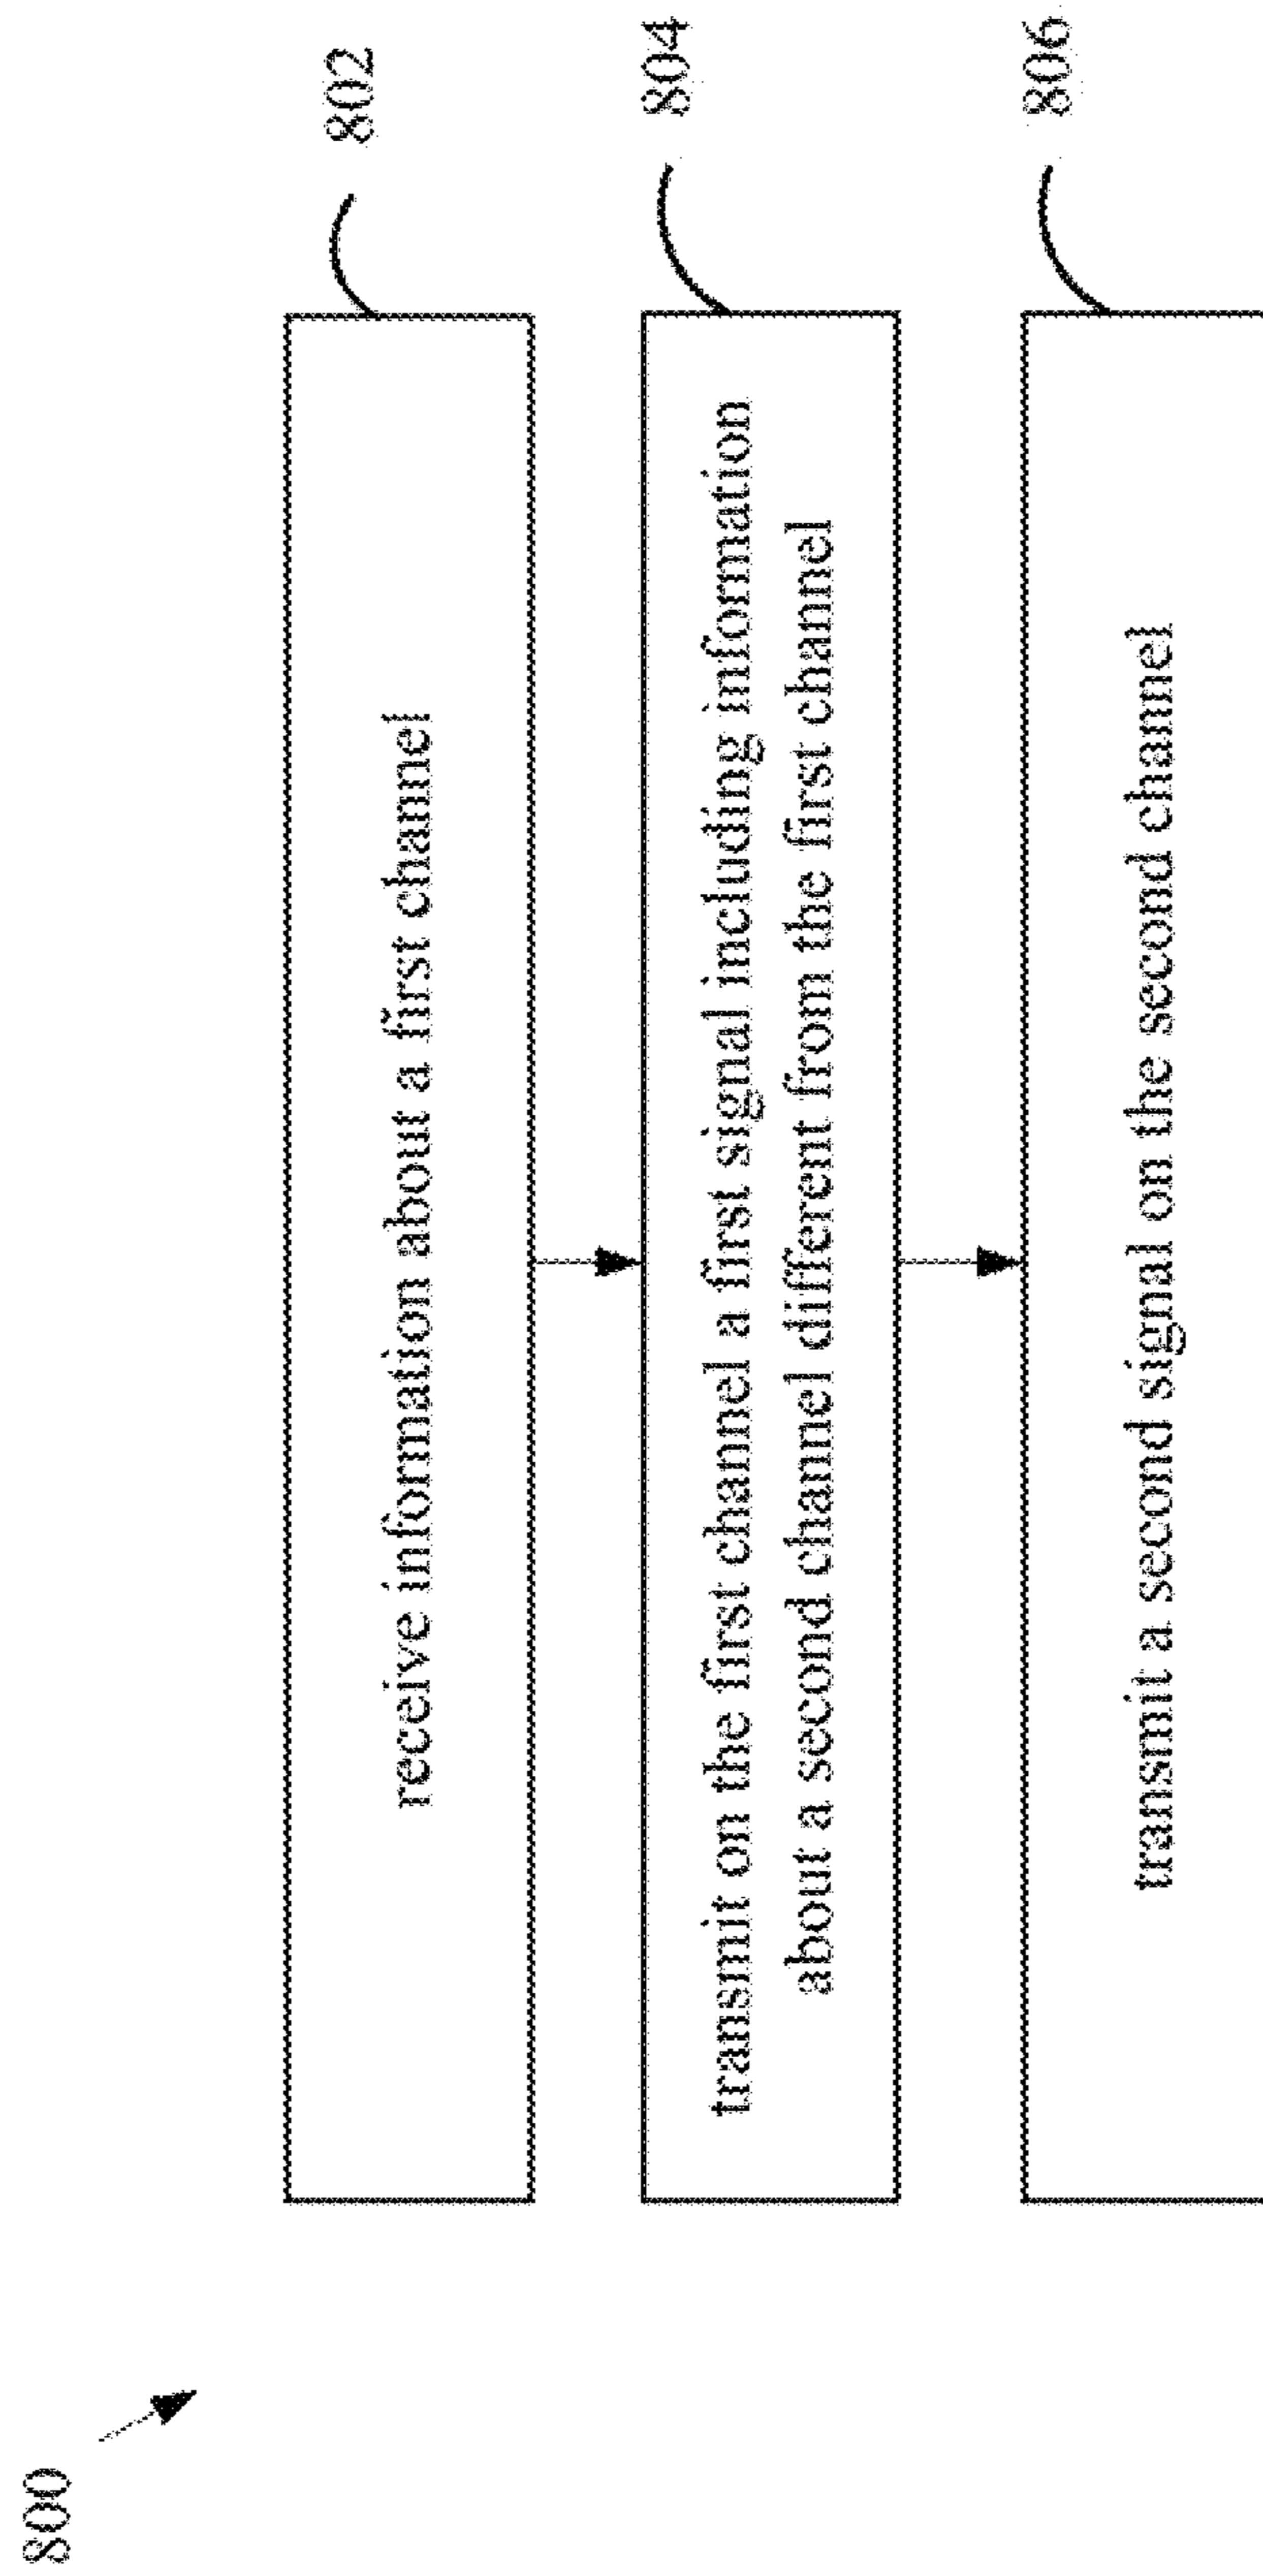 800
802
receive information about a first channel
804
transmit on the first channel a first signal including information
about a second channel different from the first channel
806
transmit a second signal on the second channel